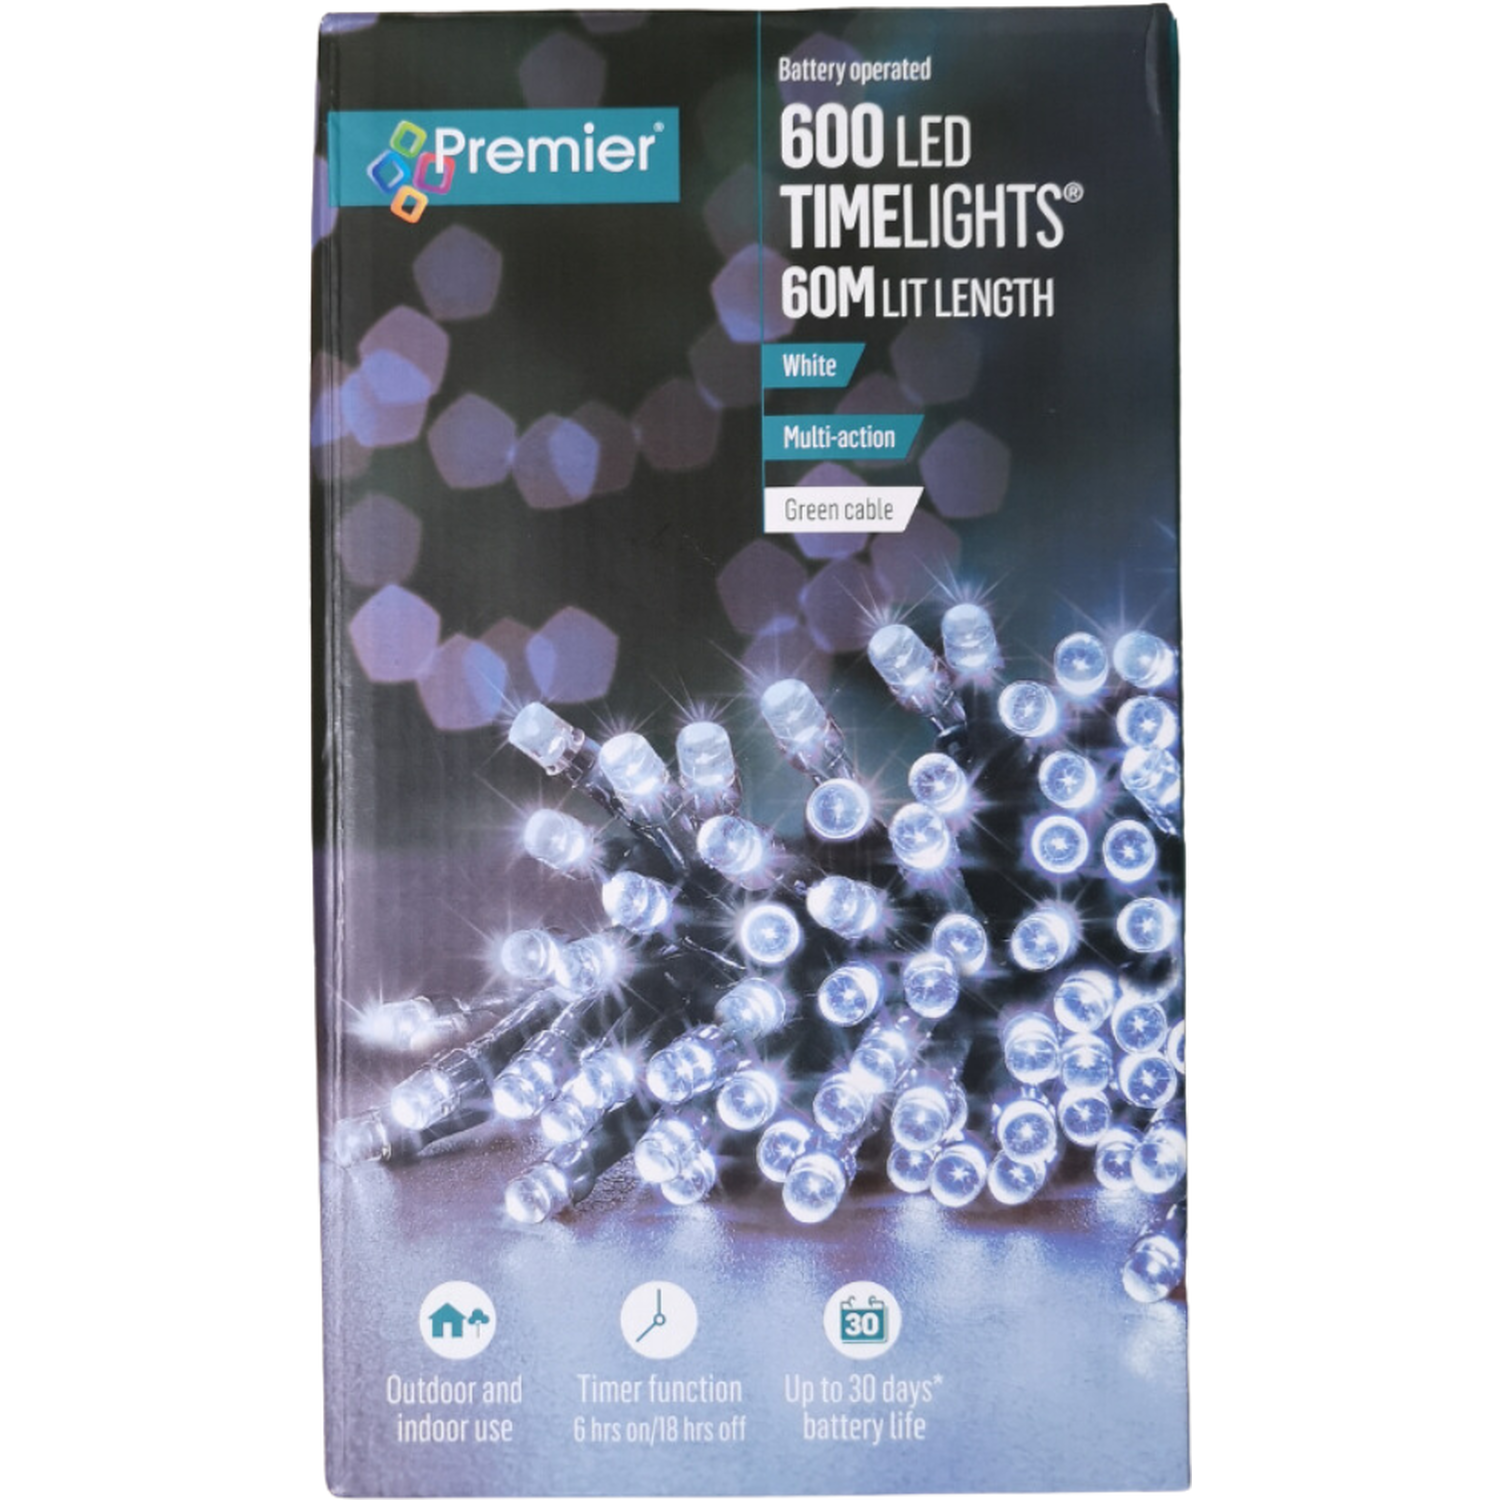 Premier®
Battery operated
600 LED
TIMELIGHTS®
60M LIT LENGTH
White
Multi-action
Green cable
30
Outdoor and
indoor use
Timer function
6 hrs on/18 hrs off
Up to 30 days*
battery life